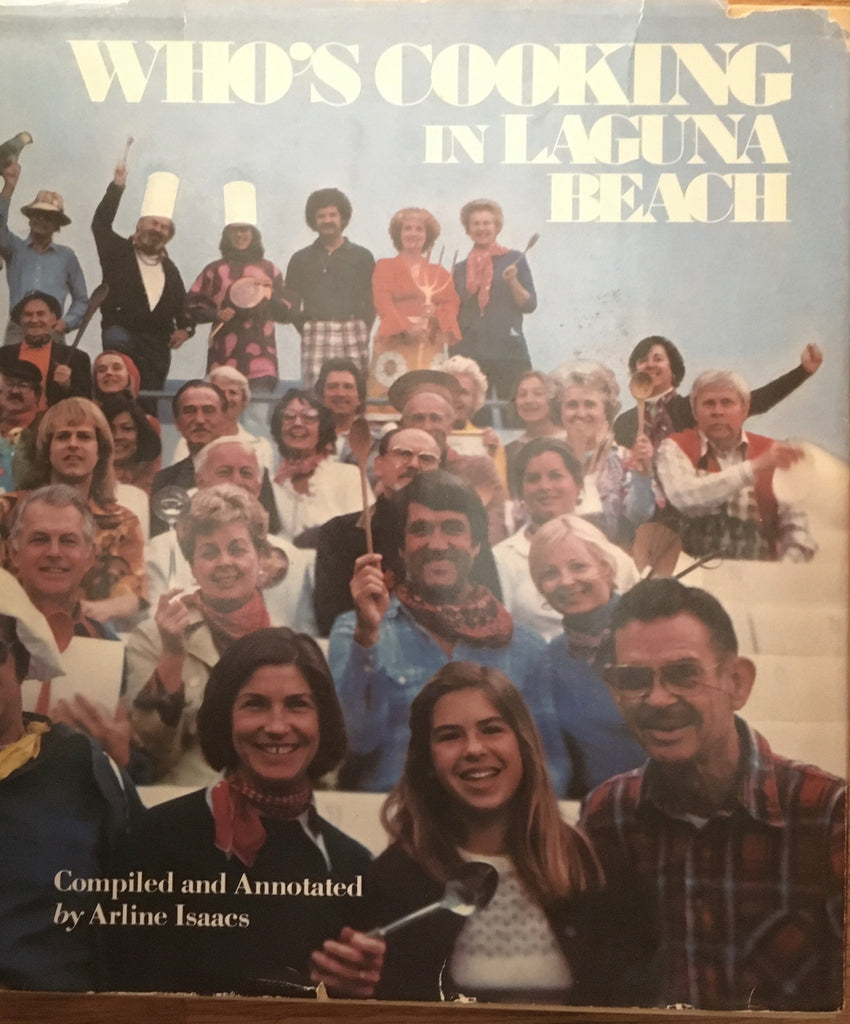 WHO'S COOKING
IN LAGUNA
BEACH
Compiled and Annotated
by Arline Isaacs